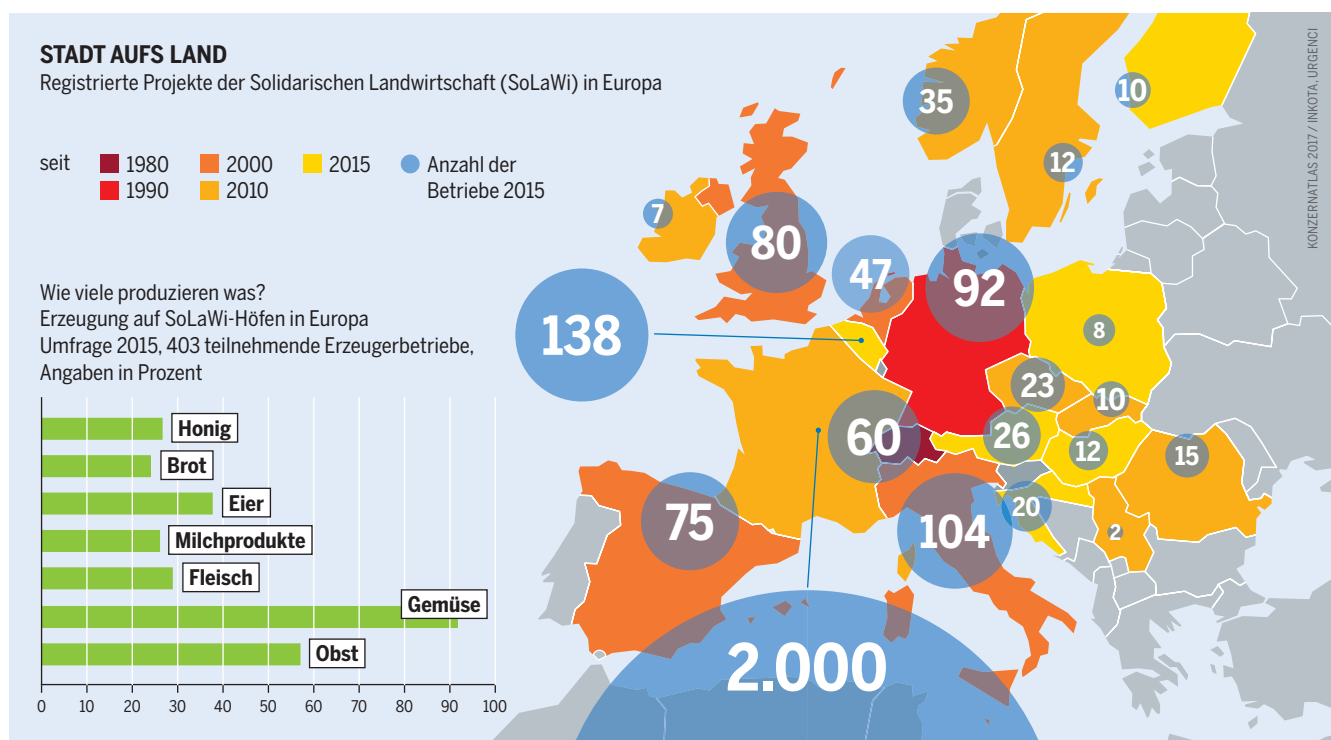 STADT AUFS LAND
Registrierte Projekte der Solidarischen Landwirtschaft (SoLaWi) in Europa
seit
1980
2000
2015
Anzahl der
Betriebe 2015
1990
2010
Wie viele produzieren was?
Erzeugung auf SoLaWi-Höfen in Europa
Umfrage 2015, 403 teilnehmende Erzeugerbetriebe,
Angaben in Prozent
Honig
Brot
Eier
Milchprodukte
Fleisch
Gemüse
Obst
0 10 20 30 40 50 60 70 80 90 100
35
10
12
7
80
47
92
138
8
23
10
60
26
12
15
75
20
104
2
2.000
KONZERNATLAS 2017 / INKOTA, URGENCI